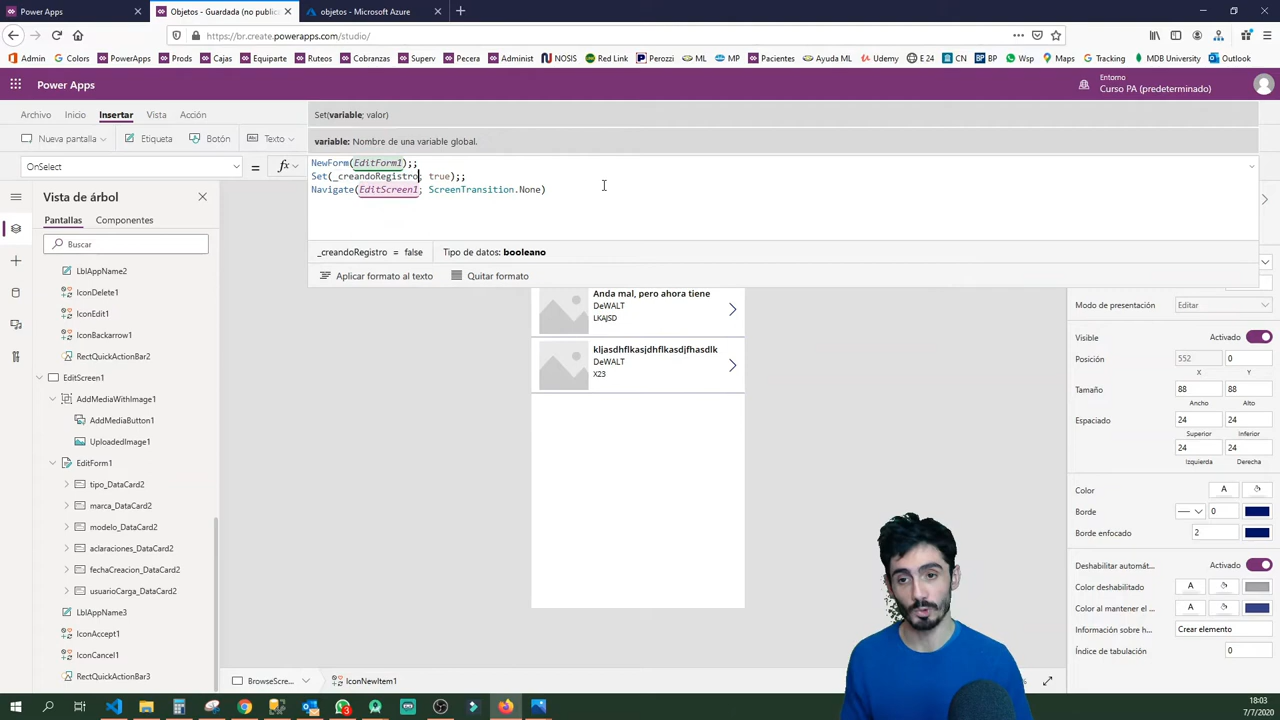 Power Apps
Objetos - Guardada (no public
objetos - Microsoft Azure
https://br.create.powerapps.com/studio/
Admin
Colors
PowerApps
Prods
Cajas
Equiparte
Ruteos
Cobranzas
Superv
Pecera
Administ
NOSIS
Red Link
Perozzi
ML
MP
Pacientes
Ayuda ML
Udemy
E 24
CN
BP
Wsp
Maps
Tracking
MDB University
Outlook
Power Apps
Entorno
Curso PA (predeterminado)
Archivo
Inicio
Insertar
Vista
Acción
Nueva pantalla
Etiqueta
Botón
Texto
Set(variable; valor)
variable: Nombre de una variable global.
OnSelect
=
fx
NewForm(EditForm1);;
Set(_creandoRegistro; true);;
Navigate(EditScreen1; ScreenTransition.None)
_creandoRegistro = false
Tipo de datos: booleano
Aplicar formato al texto
Quitar formato
Vista de árbol
Pantallas
Componentes
Buscar
LblAppName2
IconDelete1
IconEdit1
IconBackarrow1
RectQuickActionBar2
EditScreen1
AddMediaWithImage1
AddMediaButton1
UploadedImage1
EditForm1
tipo_DataCard2
marca_DataCard2
modelo_DataCard2
aclaraciones_DataCard2
fechaCreacion_DataCard2
usuarioCarga_DataCard2
LblAppName3
IconAccept1
IconCancel1
RectQuickActionBar3
Anda mal, pero ahora tiene
DeWALT
LKAJSD
kljasdhflkasjdhflkasdjfhasdlk
DeWALT
X23
Modo de presentación
Editar
Visible
Activado
Posición
552
0
X
Y
Tamaño
88
88
Ancho
Alto
Espaciado
24
24
Superior
Inferior
24
24
Izquierda
Derecha
Color
A
Borde
0
Borde enfocado
2
Deshabilitar automát...
Activado
Color deshabilitado
A
Color al mantener el
A
Información sobre h...
Crear elemento
Índice de tabulación
0
BrowseScre...
IconNewItem1
%
18:03
7/7/2020